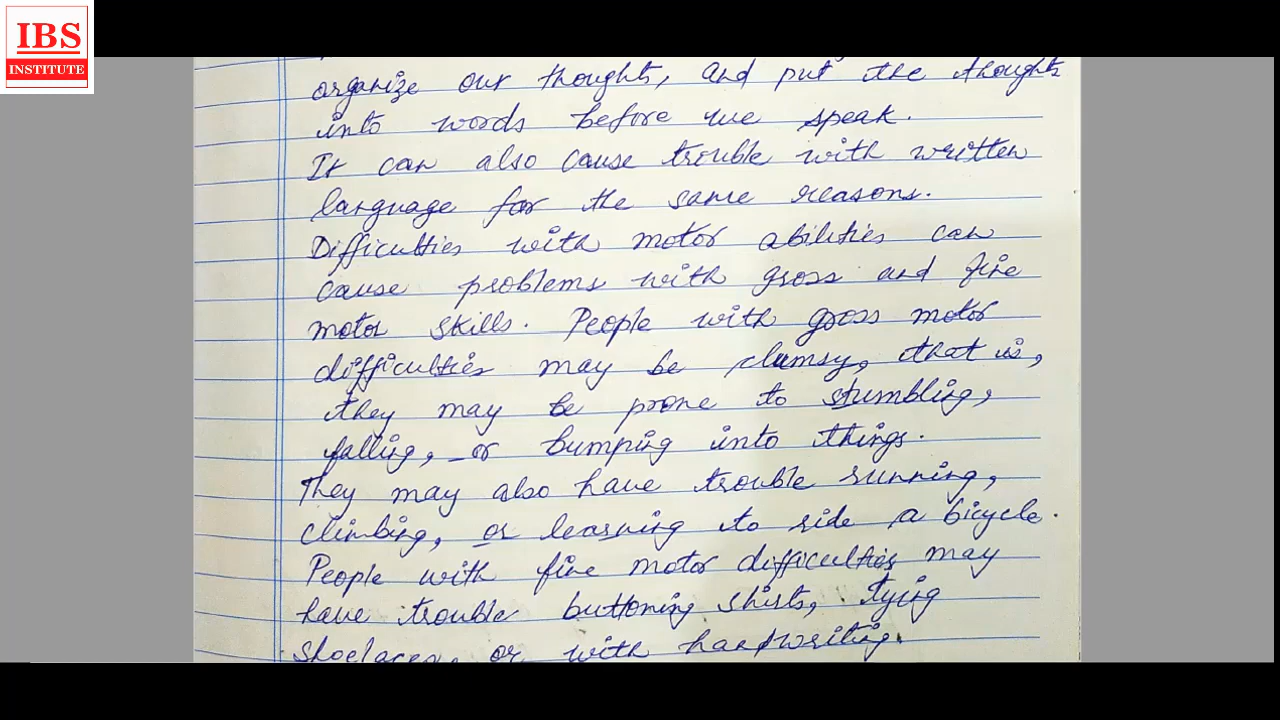 IBS
INSTITUTE
organize our thoughts, and put the thoughts
into words before we speak.
It can also cause trouble with written
language for the same reasons.
Difficulties with motor abilities can
cause problems with gross and fine
motor skills. People with gross motor
difficulties may be clumsy, that is,
they may be prone to stumbling,
falling, or bumping into things.
They may also have trouble running,
climbing, or learning to ride a bicycle.
People with fine motor difficulties may
have trouble buttoning shirts, tying
shoelaces, or with handwriting.